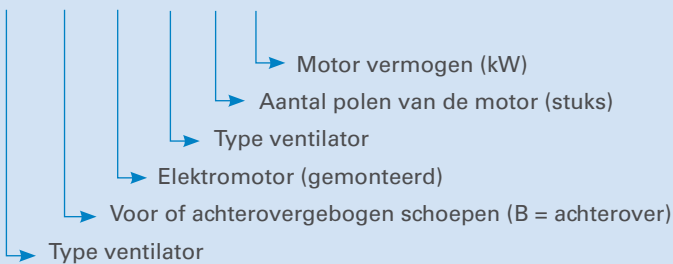 Motor vermogen (kW)
Aantal polen van de motor (stuks)
Type ventilator
Elektromotor (gemonteerd)
Voor of achterovergebogen schoepen (B = achterover)
Type ventilator